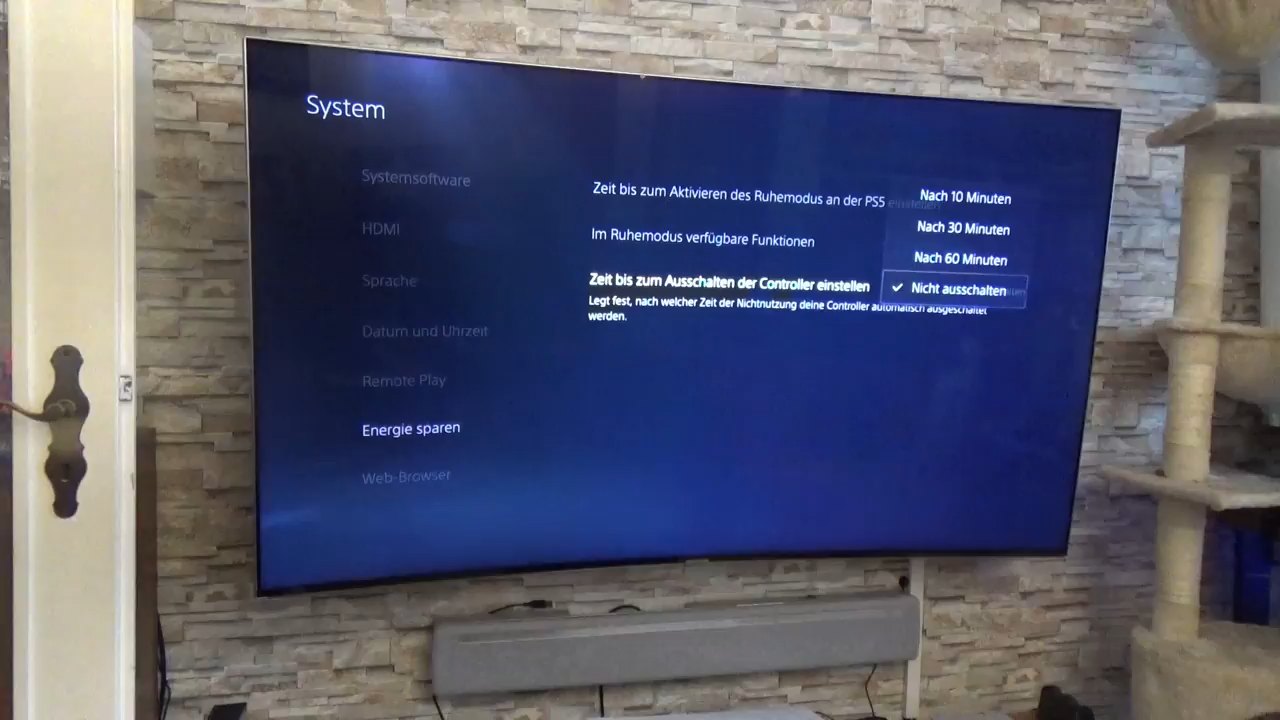 System
Systemsoftware
HDMI
Sprache
Datum und Uhrzeit
Remote Play
Energie sparen
Web-Browser
Zeit bis zum Aktivieren des Ruhemodus an der PS5 einstellen
Im Ruhemodus verfügbare Funktionen
Zeit bis zum Ausschalten der Controller einstellen
Legt fest, nach welcher Zeit der Nichtnutzung deine Controller automatisch ausgeschaltet
werden.
Nach 10 Minuten
Nach 30 Minuten
Nach 60 Minuten
✓ Nicht ausschalten